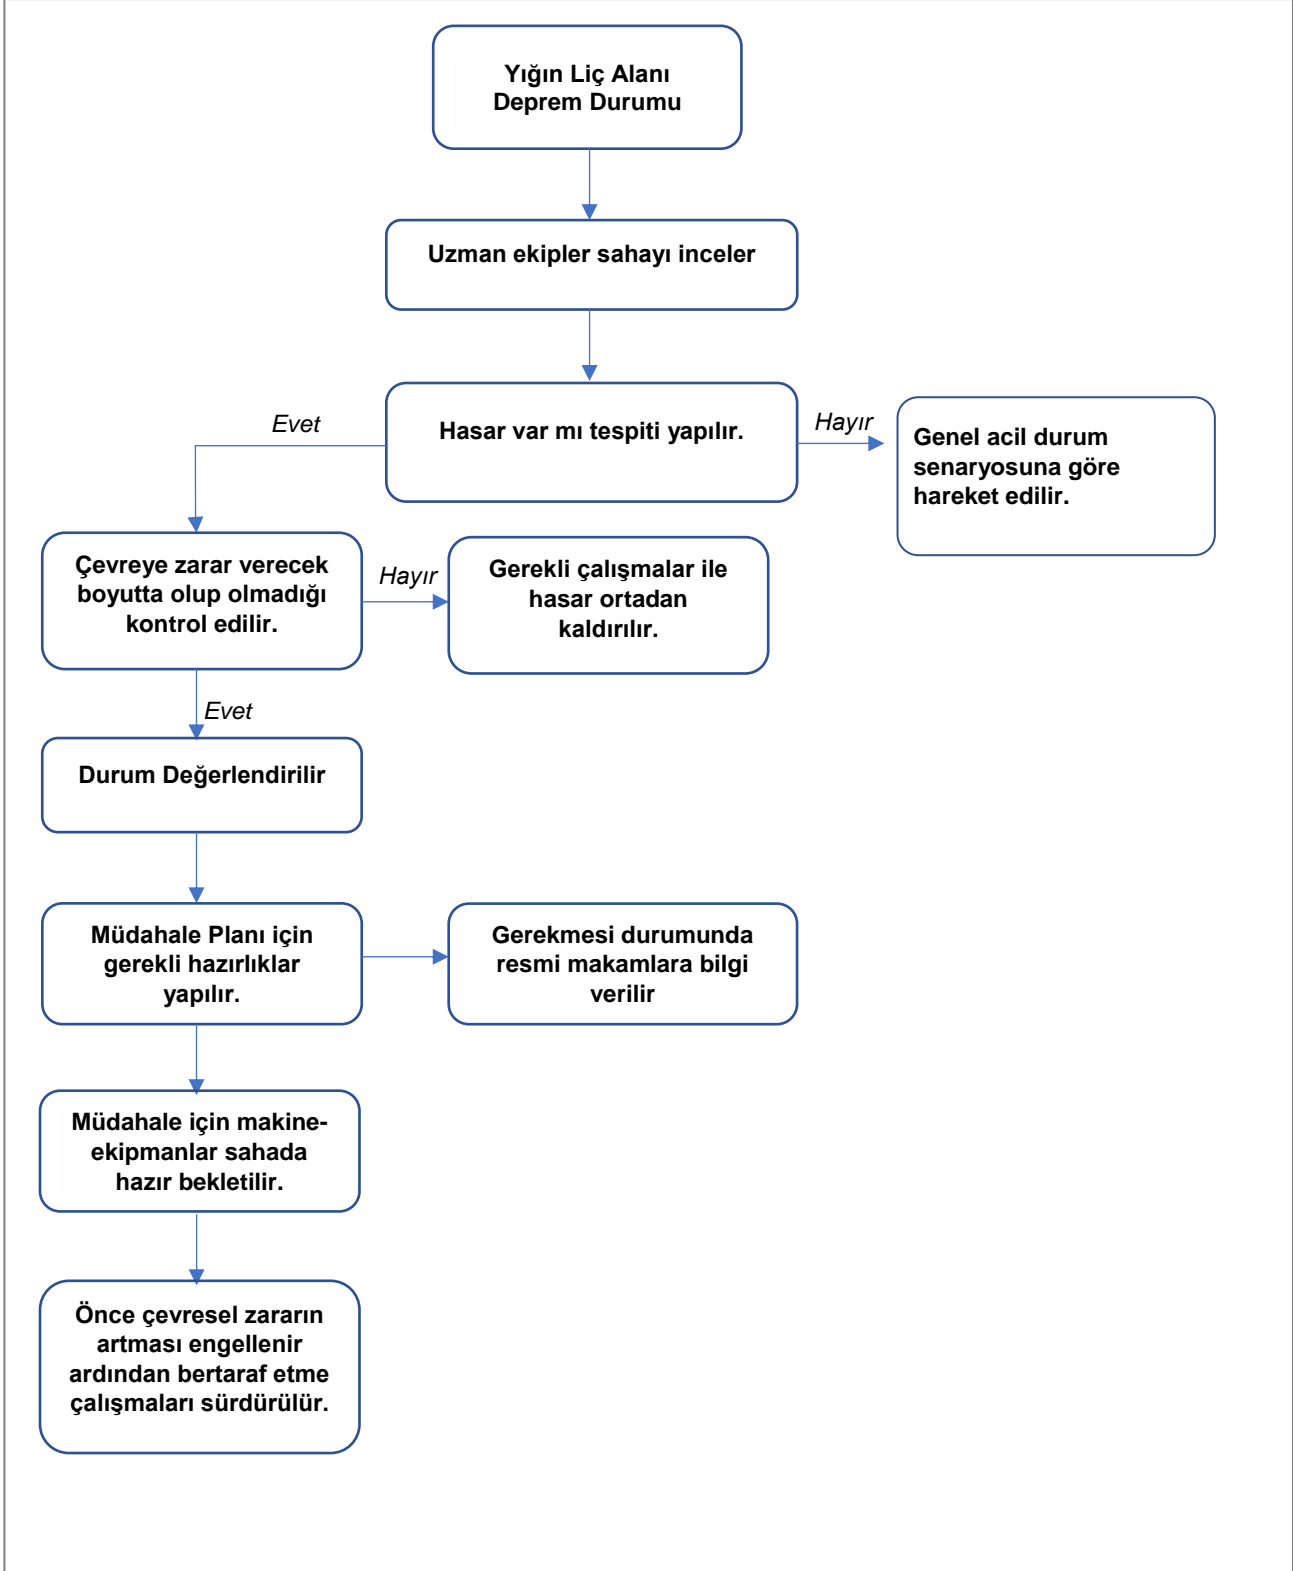 Yığın Liç Alanı
Deprem Durumu
Uzman ekipler sahayı inceler
Evet
Hasar var mı tespiti yapılır.
Hayır
Genel acil durum
senaryosuna göre
hareket edilir.
Çevreye zarar verecek
boyutta olup olmadığı
kontrol edilir.
Hayır
Gerekli çalışmalar ile
hasar ortadan
kaldırılır.
Evet
Durum Değerlendirilir
Müdahale Planı için
gerekli hazırlıklar
yapılır.
Gerekmesi durumunda
resmi makamlara bilgi
verilir
Müdahale için makine-
ekipmanlar sahada
hazır bekletilir.
Önce çevresel zararın
artması engellenir
ardından bertaraf etme
çalışmaları sürdürülür.